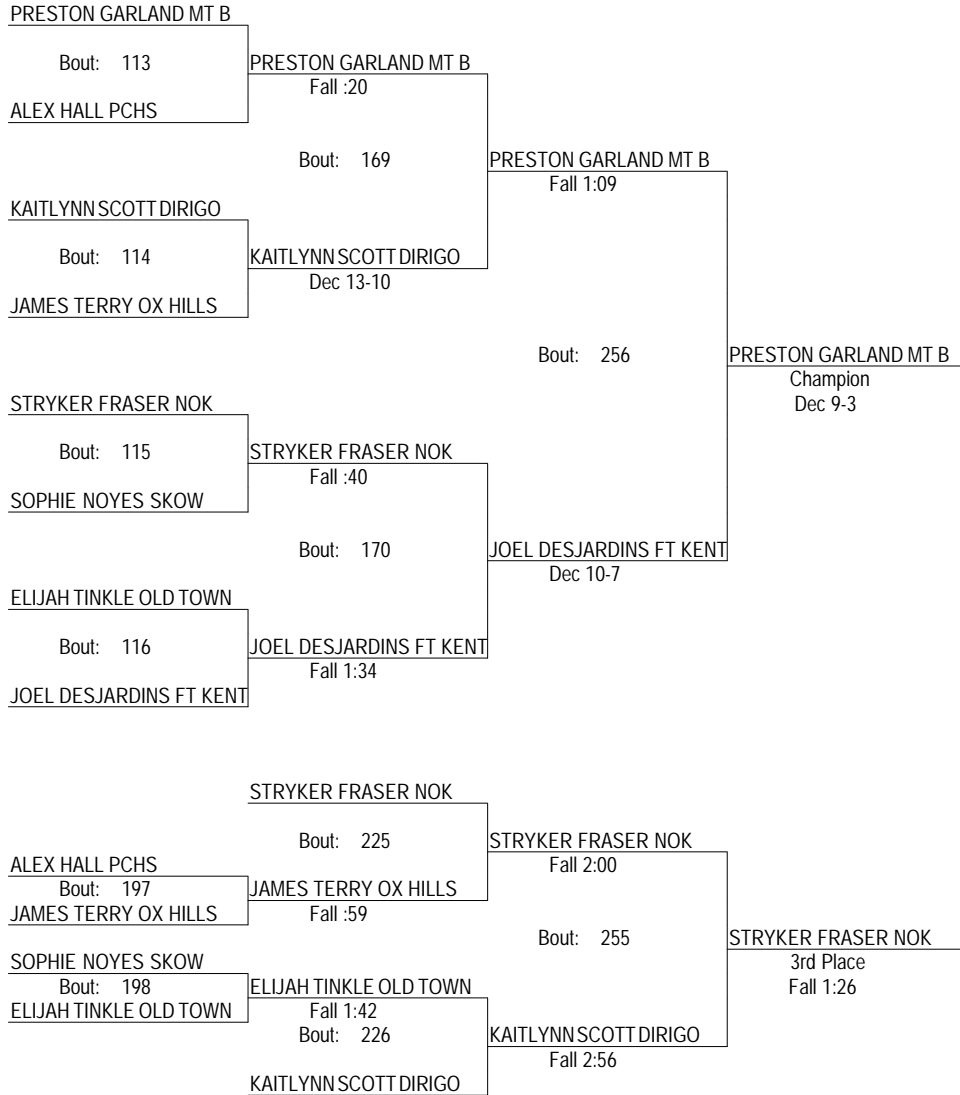 PRESTON GARLAND MT B
Bout: 113
PRESTON GARLAND MT B
Fall :20
ALEX HALL PCHS
Bout: 169
PRESTON GARLAND MT B
Fall 1:09
KAITLYNN SCOTT DIRIGO
Bout: 114
KAITLYNN SCOTT DIRIGO
Dec 13-10
JAMES TERRY OX HILLS
Bout: 256
PRESTON GARLAND MT B
Champion
Dec 9-3
STRYKER FRASER NOK
Bout: 115
STRYKER FRASER NOK
Fall :40
SOPHIE NOYES SKOW
Bout: 170
JOEL DESJARDINS FT KENT
Dec 10-7
ELIJAH TINKLE OLD TOWN
Bout: 116
JOEL DESJARDINS FT KENT
Fall 1:34
JOEL DESJARDINS FT KENT
STRYKER FRASER NOK
Bout: 225
STRYKER FRASER NOK
Fall 2:00
ALEX HALL PCHS
Bout: 197
JAMES TERRY OX HILLS
JAMES TERRY OX HILLS
Fall :59
Bout: 255
STRYKER FRASER NOK
3rd Place
Fall 1:26
SOPHIE NOYES SKOW
Bout: 198
ELIJAH TINKLE OLD TOWN
ELIJAH TINKLE OLD TOWN
Fall 1:42
Bout: 226
KAITLYNN SCOTT DIRIGO
Fall 2:56
KAITLYNN SCOTT DIRIGO